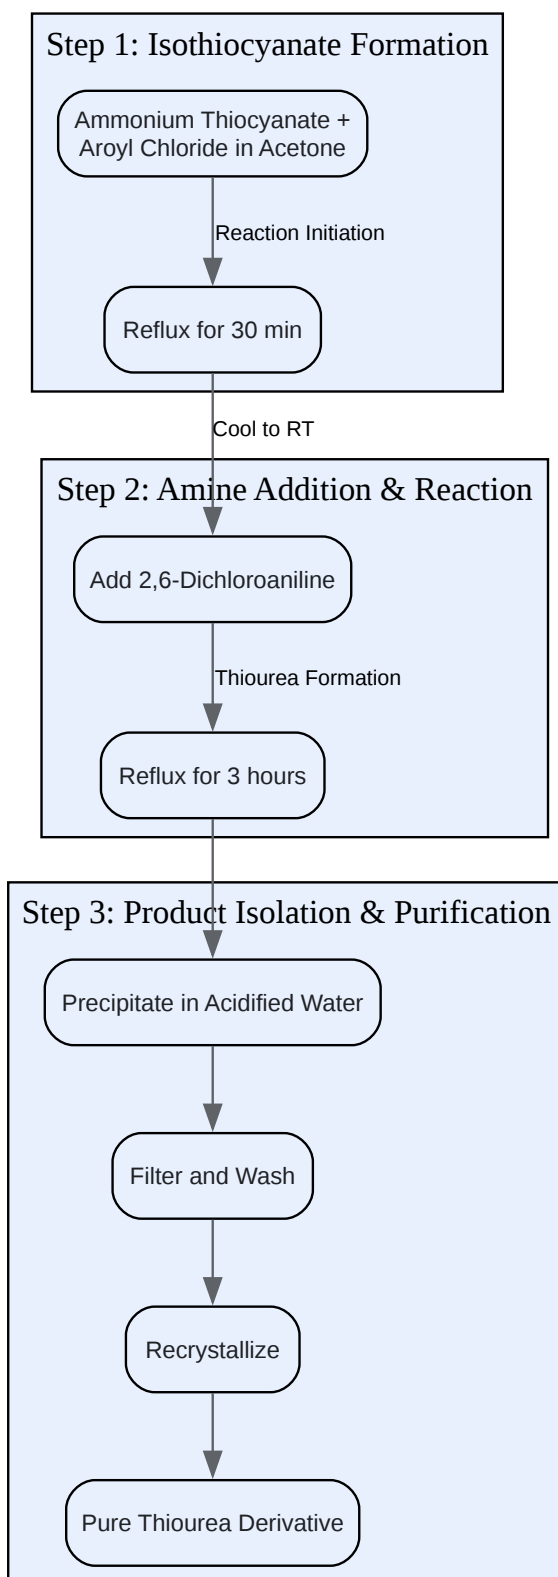 Step 1: Isothiocyanate Formation
Ammonium Thiocyanate +
Aroyl Chloride in Acetone
Reaction Initiation
Reflux for 30 min
Cool to RT
Step 2: Amine Addition & Reaction
Add 2,6-Dichloroaniline
Thiourea Formation
Reflux for 3 hours
Step 3: Product Isolation & Purification
Precipitate in Acidified Water
Filter and Wash
Recrystallize
Pure Thiourea Derivative